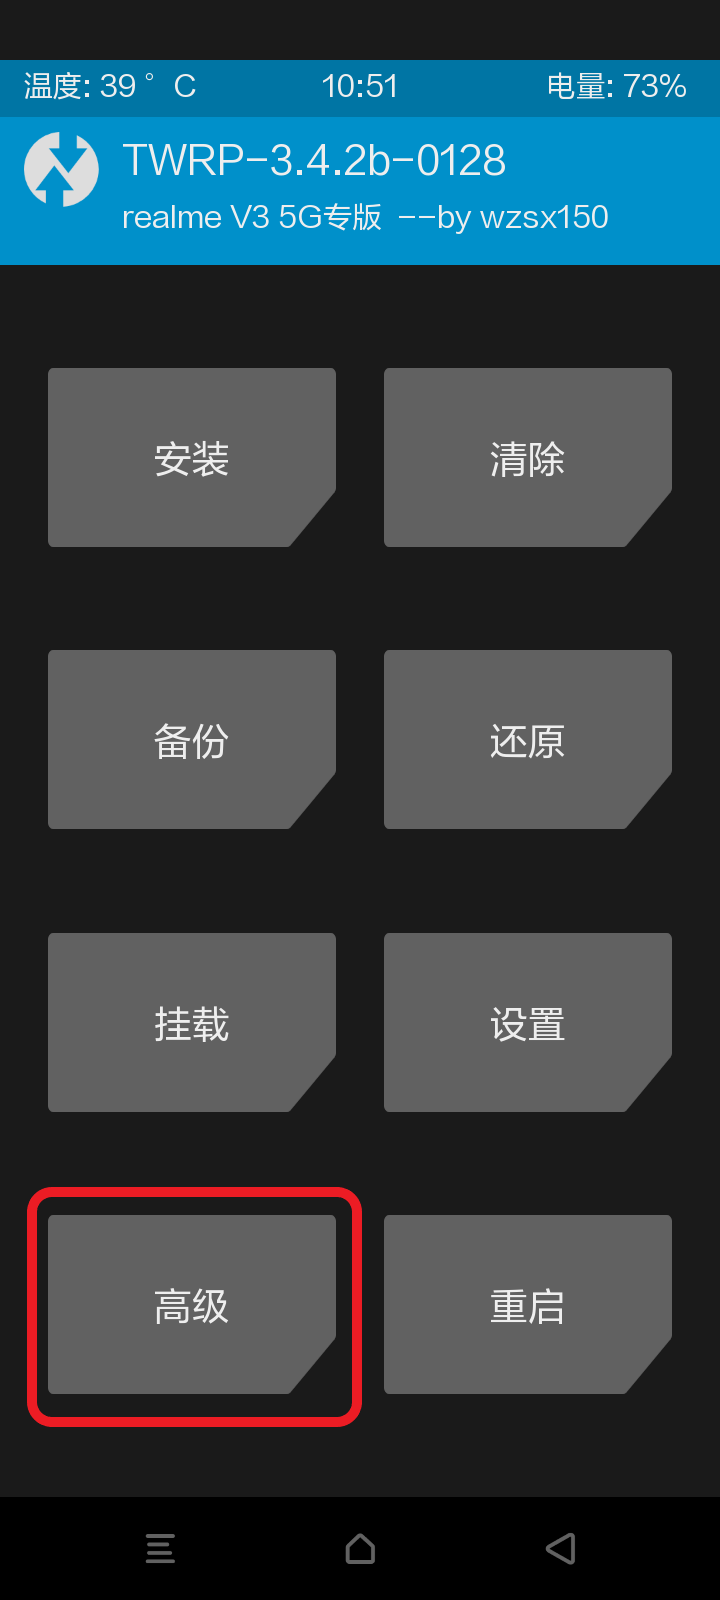 温度: 39 ° C 10:51 电量: 73%
TWRP-3.4.2b-0128
realme V3 5G专版 --by wzsx150
安装 清除
备份 还原
挂载 设置
高级 重启